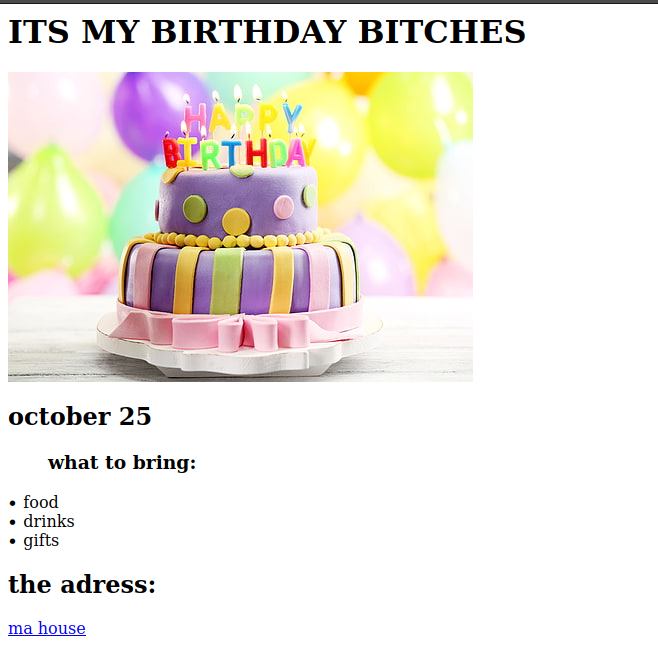 ITS MY BIRTHDAY BITCHES
HAPPY
BIRTHDAY
october 25
what to bring:
• food
• drinks
• gifts
the adress:
ma house